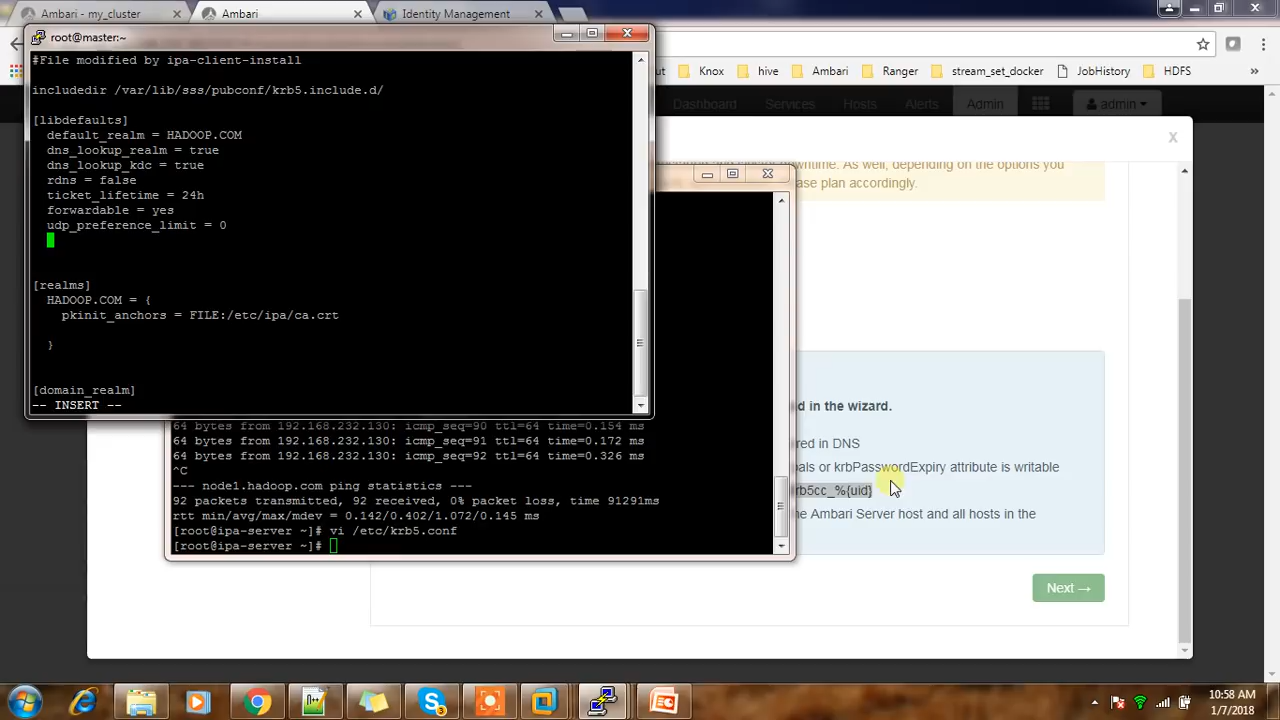 Ambari - my_cluster
Ambari
Identity Management
root@master:~
ut
Knox
hive
Ambari
Ranger
stream_set_docker
JobHistory
HDFS
»
Dashboard
Services
Hosts
Alerts
Admin
admin
x
#File modified by ipa-client-install
includedir /var/lib/sss/pubconf/krb5.include.d/
[libdefaults]
default_realm = HADOOP.COM
dns_lookup_realm = true
dns_lookup_kdc = true
rdns = false
ticket_lifetime = 24h
forwardable = yes
udp_preference_limit = 0
[realms]
HADOOP.COM = {
pkinit_anchors = FILE:/etc/ipa/ca.crt
}
[domain_realm]
-- INSERT --
downtime. As well, depending on the options you
ase plan accordingly.
64 bytes from 192.168.232.130: icmp_seq=90 ttl=64 time=0.154 ms
64 bytes from 192.168.232.130: icmp_seq=91 ttl=64 time=0.172 ms
64 bytes from 192.168.232.130: icmp_seq=92 ttl=64 time=0.326 ms
^C
--- node1.hadoop.com ping statistics ---
92 packets transmitted, 92 received, 0% packet loss, time 91291ms
rtt min/avg/max/mdev = 0.142/0.402/1.072/0.145 ms
[root@ipa-server ~]# vi /etc/krb5.conf
[root@ipa-server ~]#
d in the wizard.
red in DNS
als or krbPasswordExpiry attribute is writable
rb5cc_%{uid}
he Ambari Server host and all hosts in the
Next →
10:58 AM
1/7/2018